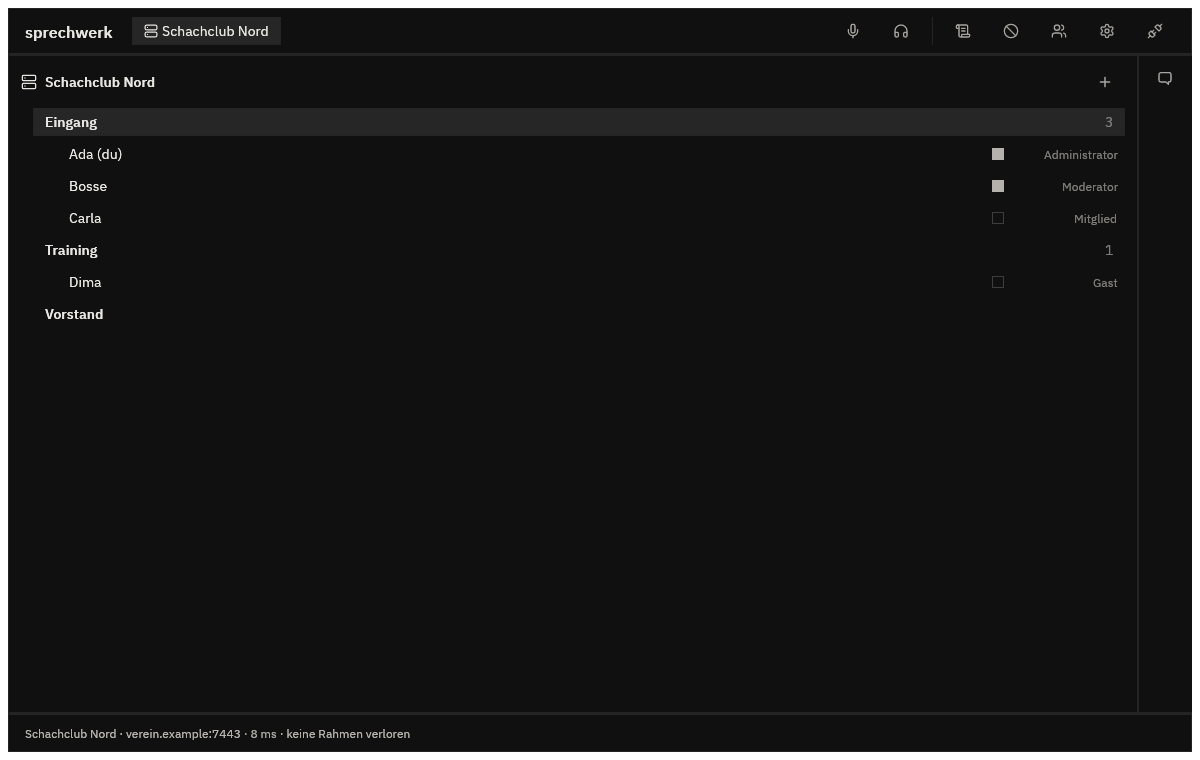 sprechwerk Schachclub Nord
Schachclub Nord
Eingang 3
Ada (du) Administrator
Bosse Moderator
Carla Mitglied
Training 1
Dima Gast
Vorstand
Schachclub Nord · verein.example:7443 · 8 ms · keine Rahmen verloren